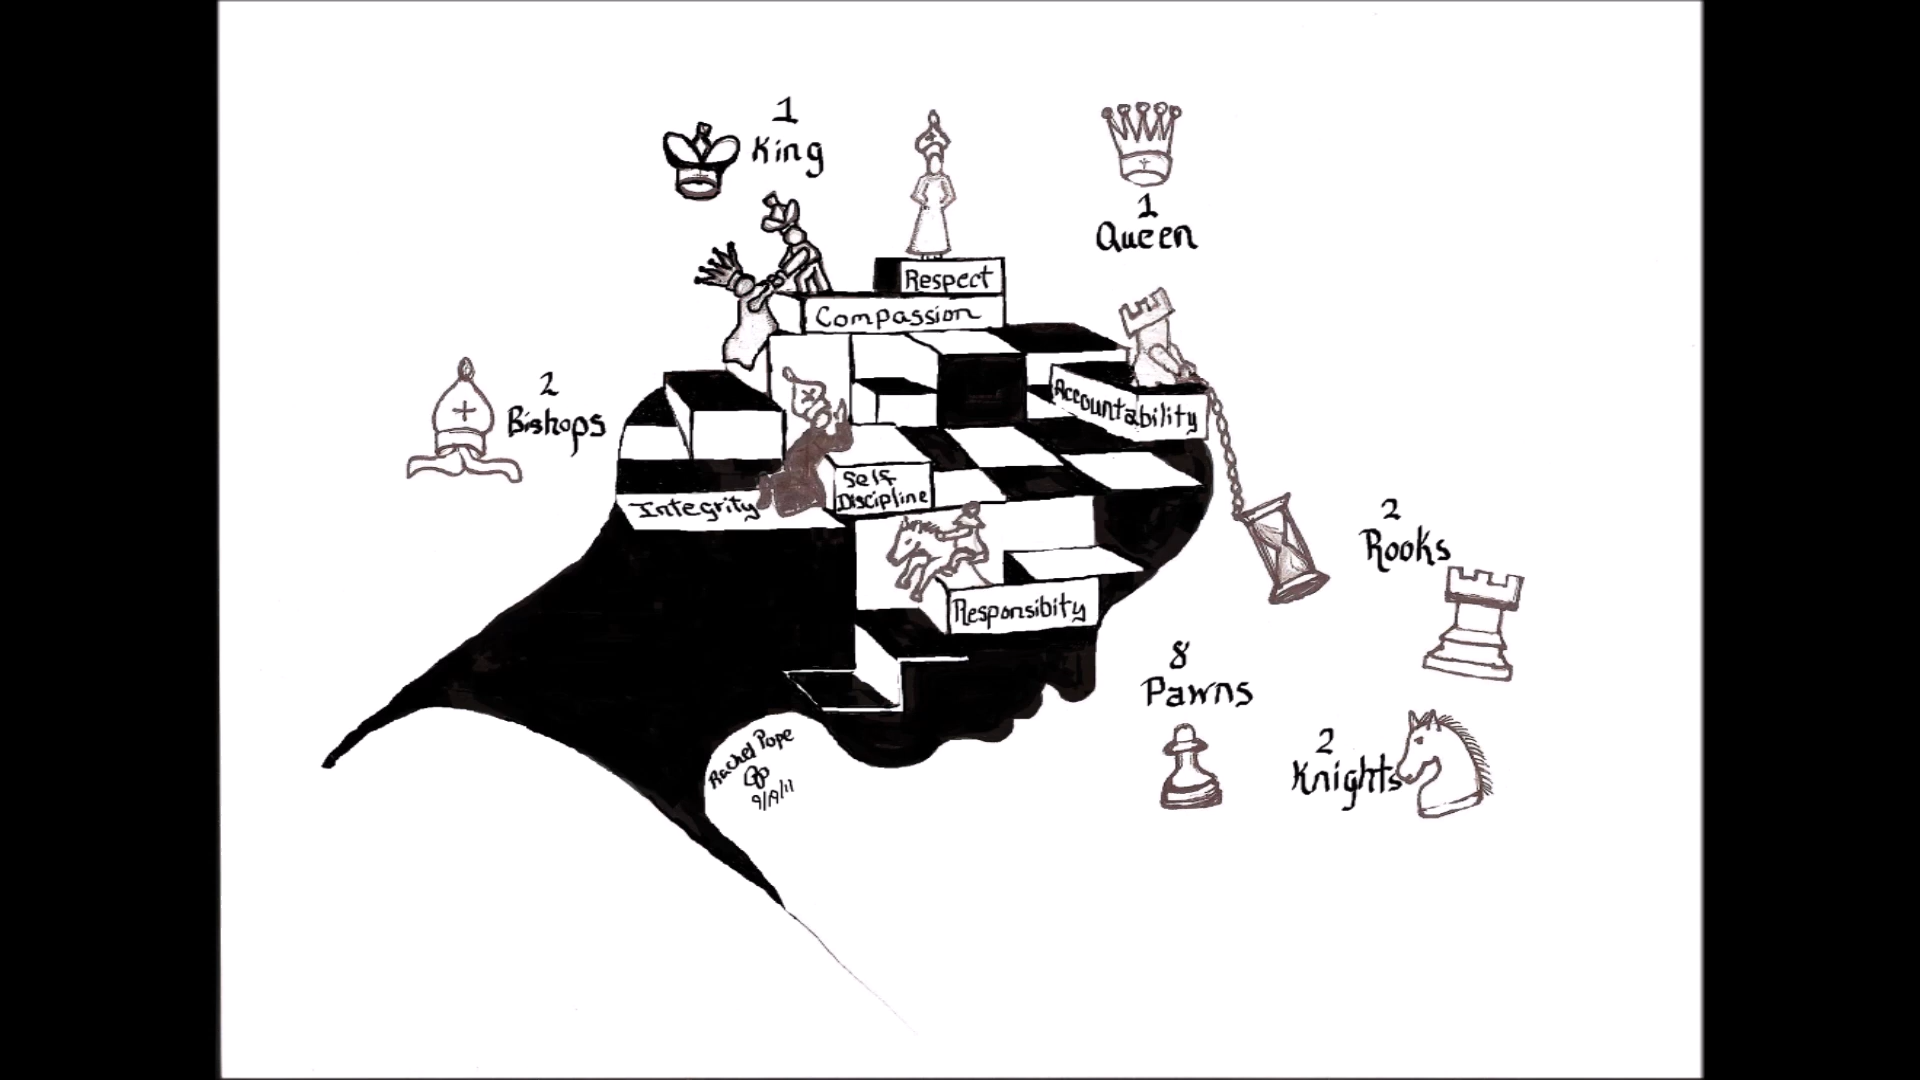 1
King
1
Queen
Respect
Compassion
Accountability
2
Bishops
Self
Discipline
Integrity
2
Rooks
Responsibity
8
Pawns
2
Knights
Rachel Pope
RP
9/19/11